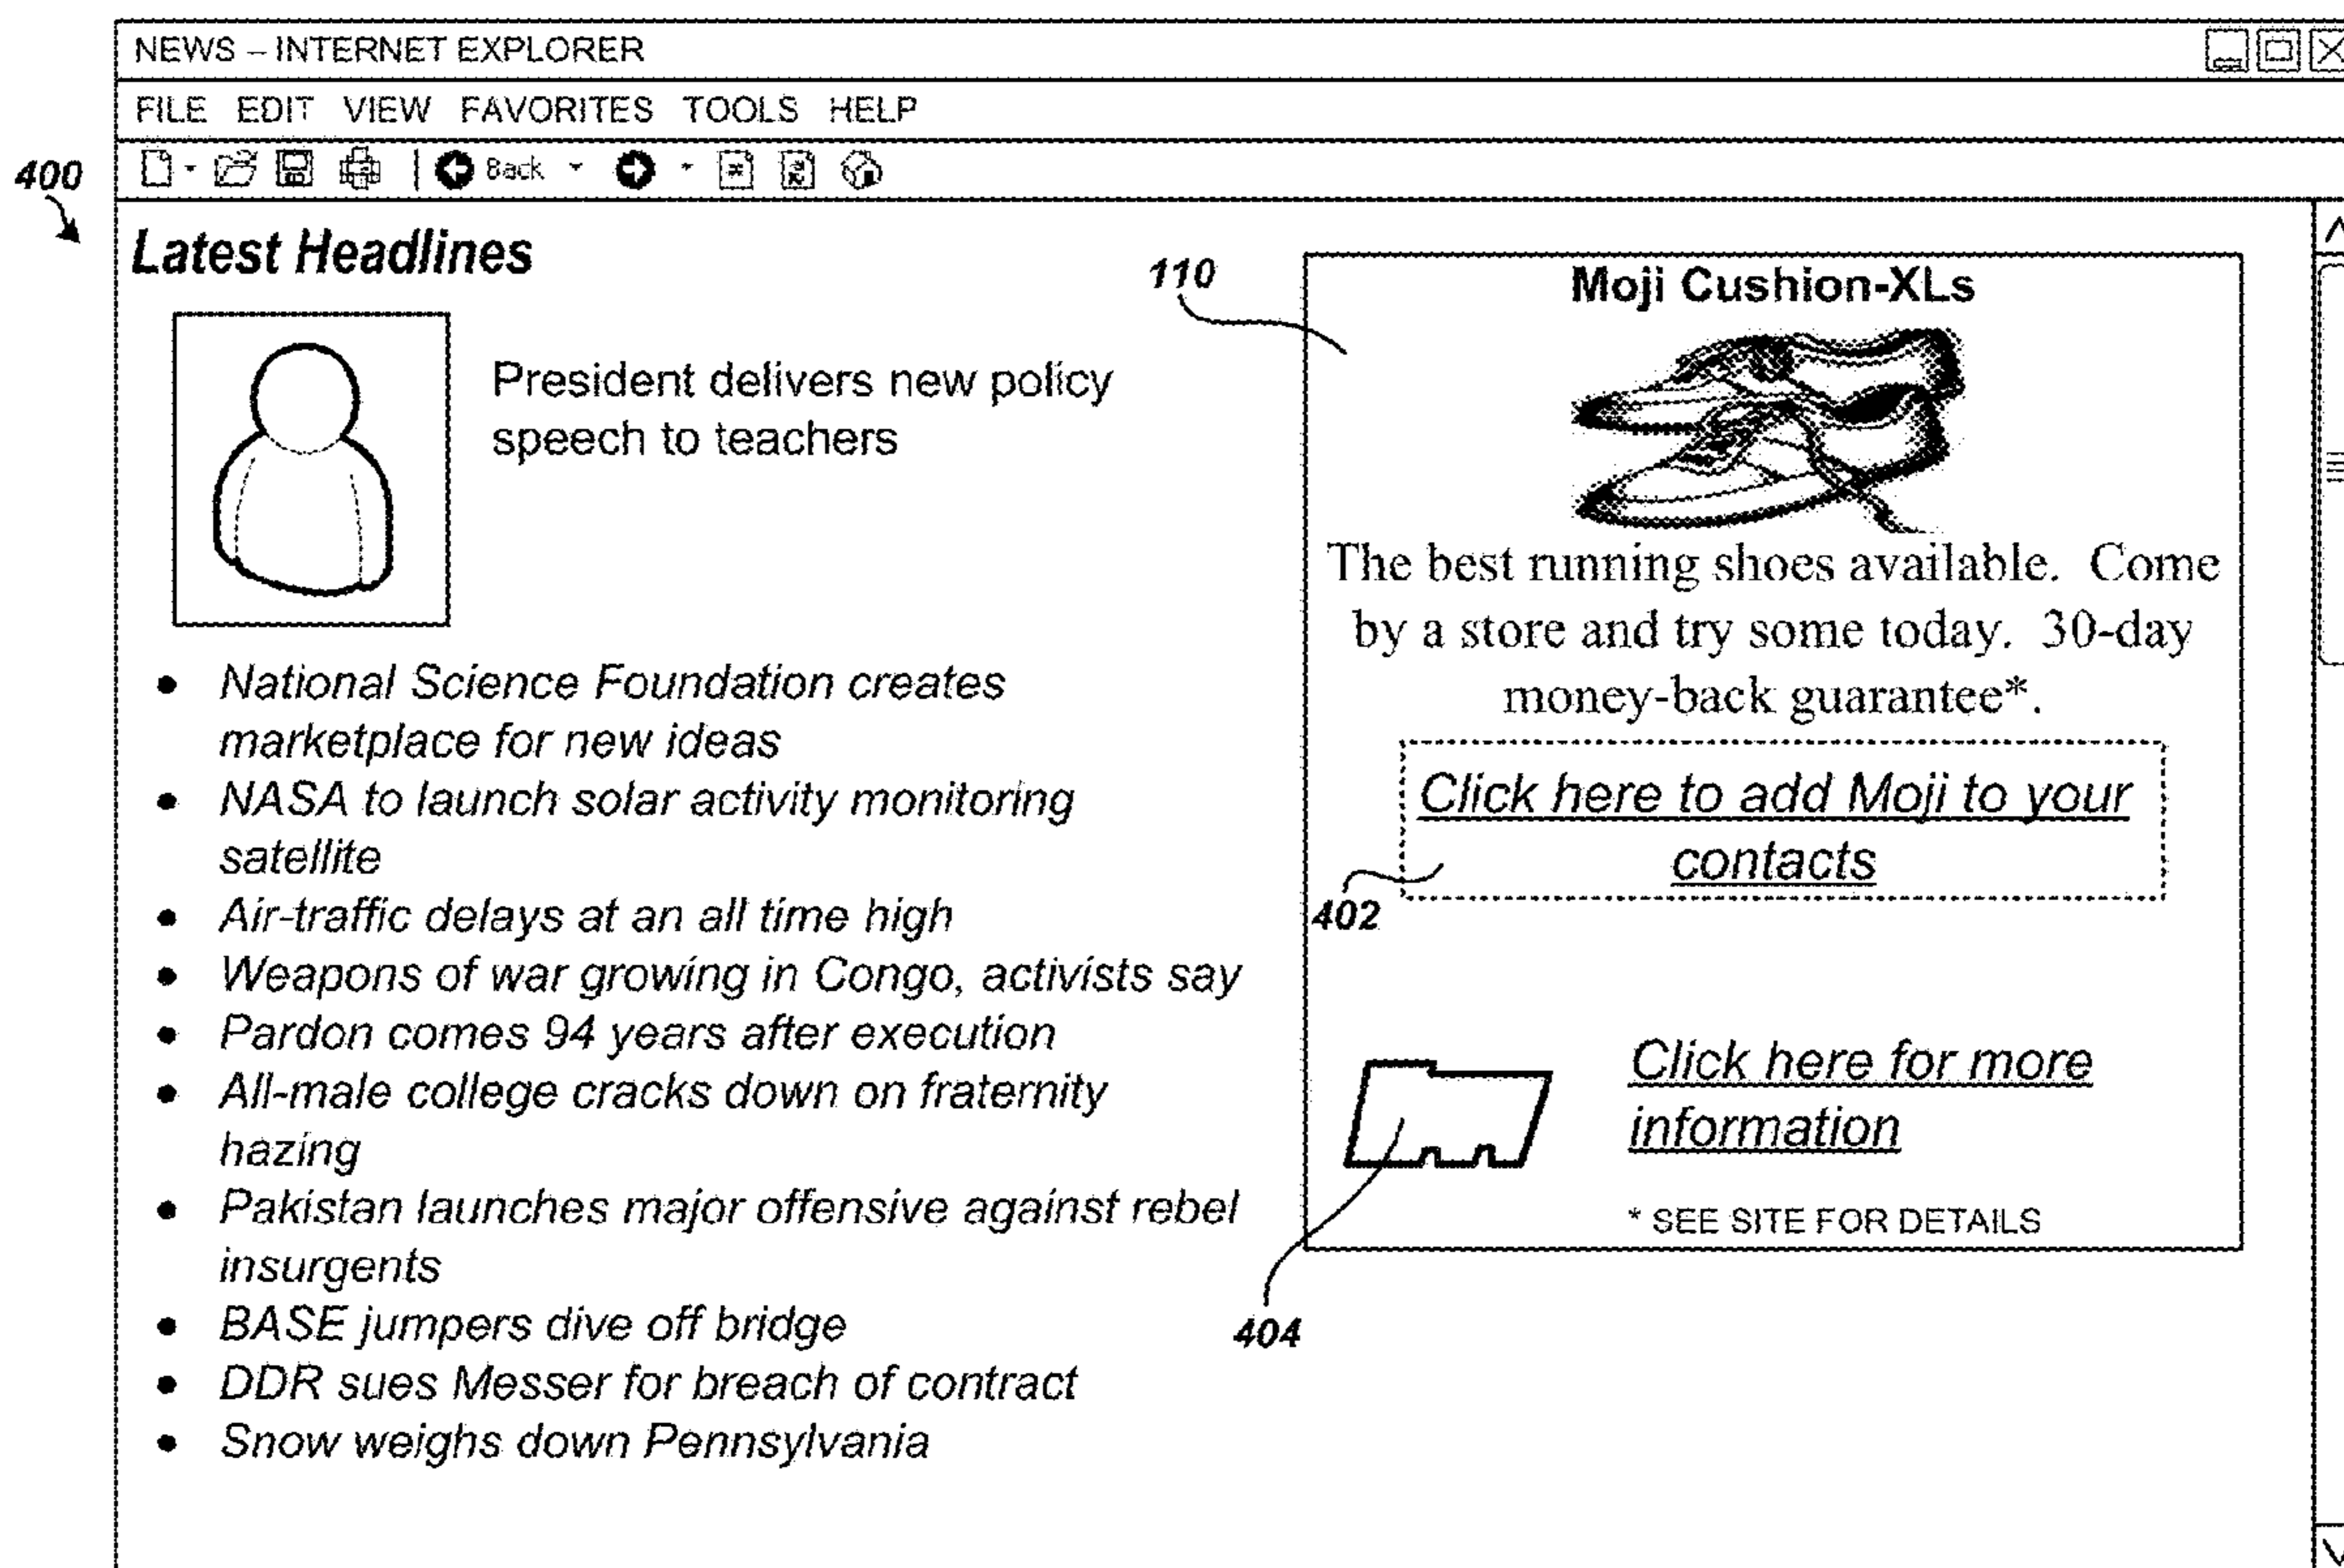 NEWS – INTERNET EXPLORER
FILE EDIT VIEW FAVORITES TOOLS HELP
Back
400
Latest Headlines
President delivers new policy
speech to teachers
• National Science Foundation creates
marketplace for new ideas
• NASA to launch solar activity monitoring
satellite
• Air-traffic delays at an all time high
• Weapons of war growing in Congo, activists say
• Pardon comes 94 years after execution
• All-male college cracks down on fraternity
hazing
• Pakistan launches major offensive against rebel
insurgents
• BASE jumpers dive off bridge
• DDR sues Messer for breach of contract
• Snow weighs down Pennsylvania
110
Moji Cushion-XLs
The best running shoes available. Come
by a store and try some today. 30-day
money-back guarantee*.
Click here to add Moji to your
contacts
402
Click here for more
information
* SEE SITE FOR DETAILS
404